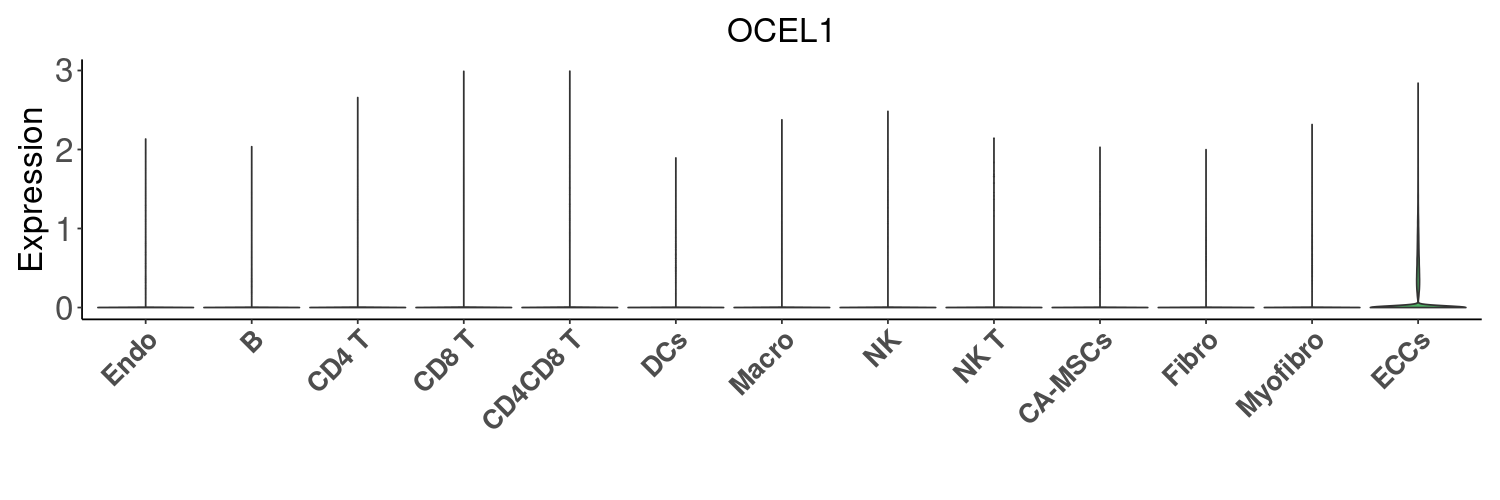 OCEL1
Expression
3
2
1
0
Endo
B
CD4 T
CD8 T
CD4CD8 T
DCs
Macro
NK
NK T
CA-MSCs
Fibro
Myofibro
ECCs